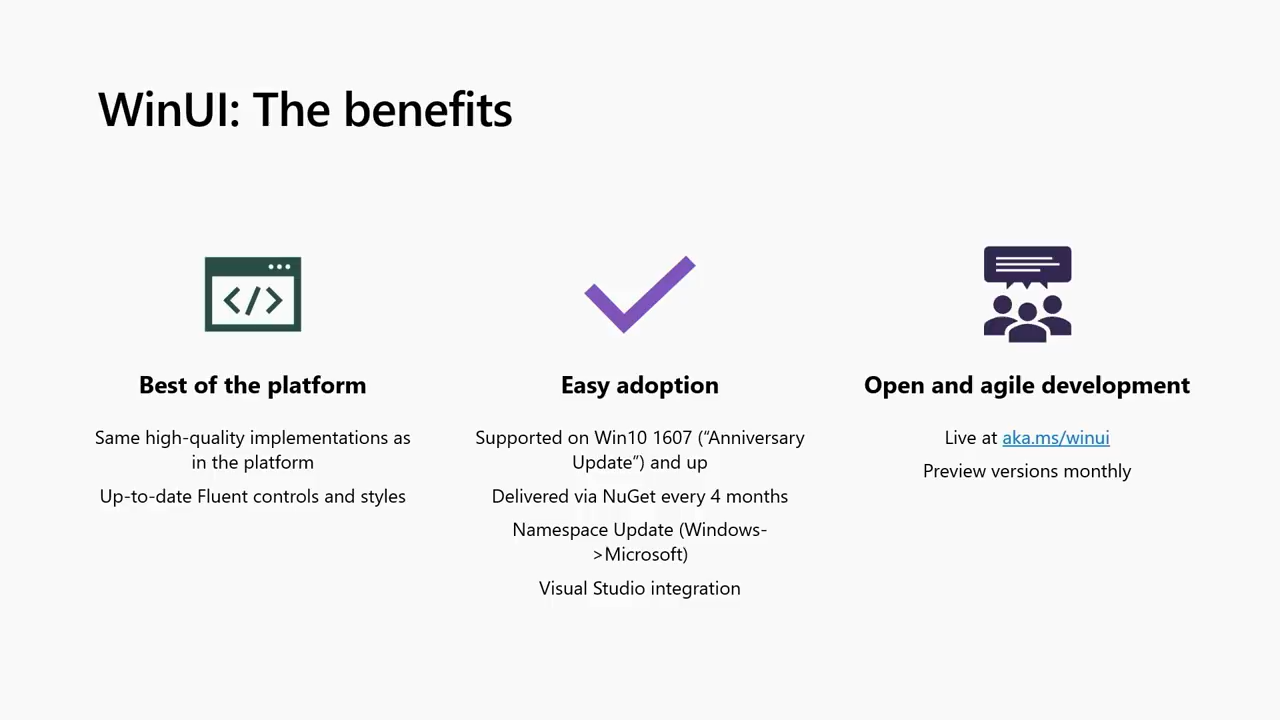 WinUI: The benefits
Best of the platform
Same high-quality implementations as
in the platform
Up-to-date Fluent controls and styles
Easy adoption
Supported on Win10 1607 (“Anniversary
Update”) and up
Delivered via NuGet every 4 months
Namespace Update (Windows-
>Microsoft)
Visual Studio integration
Open and agile development
Live at aka.ms/winui
Preview versions monthly